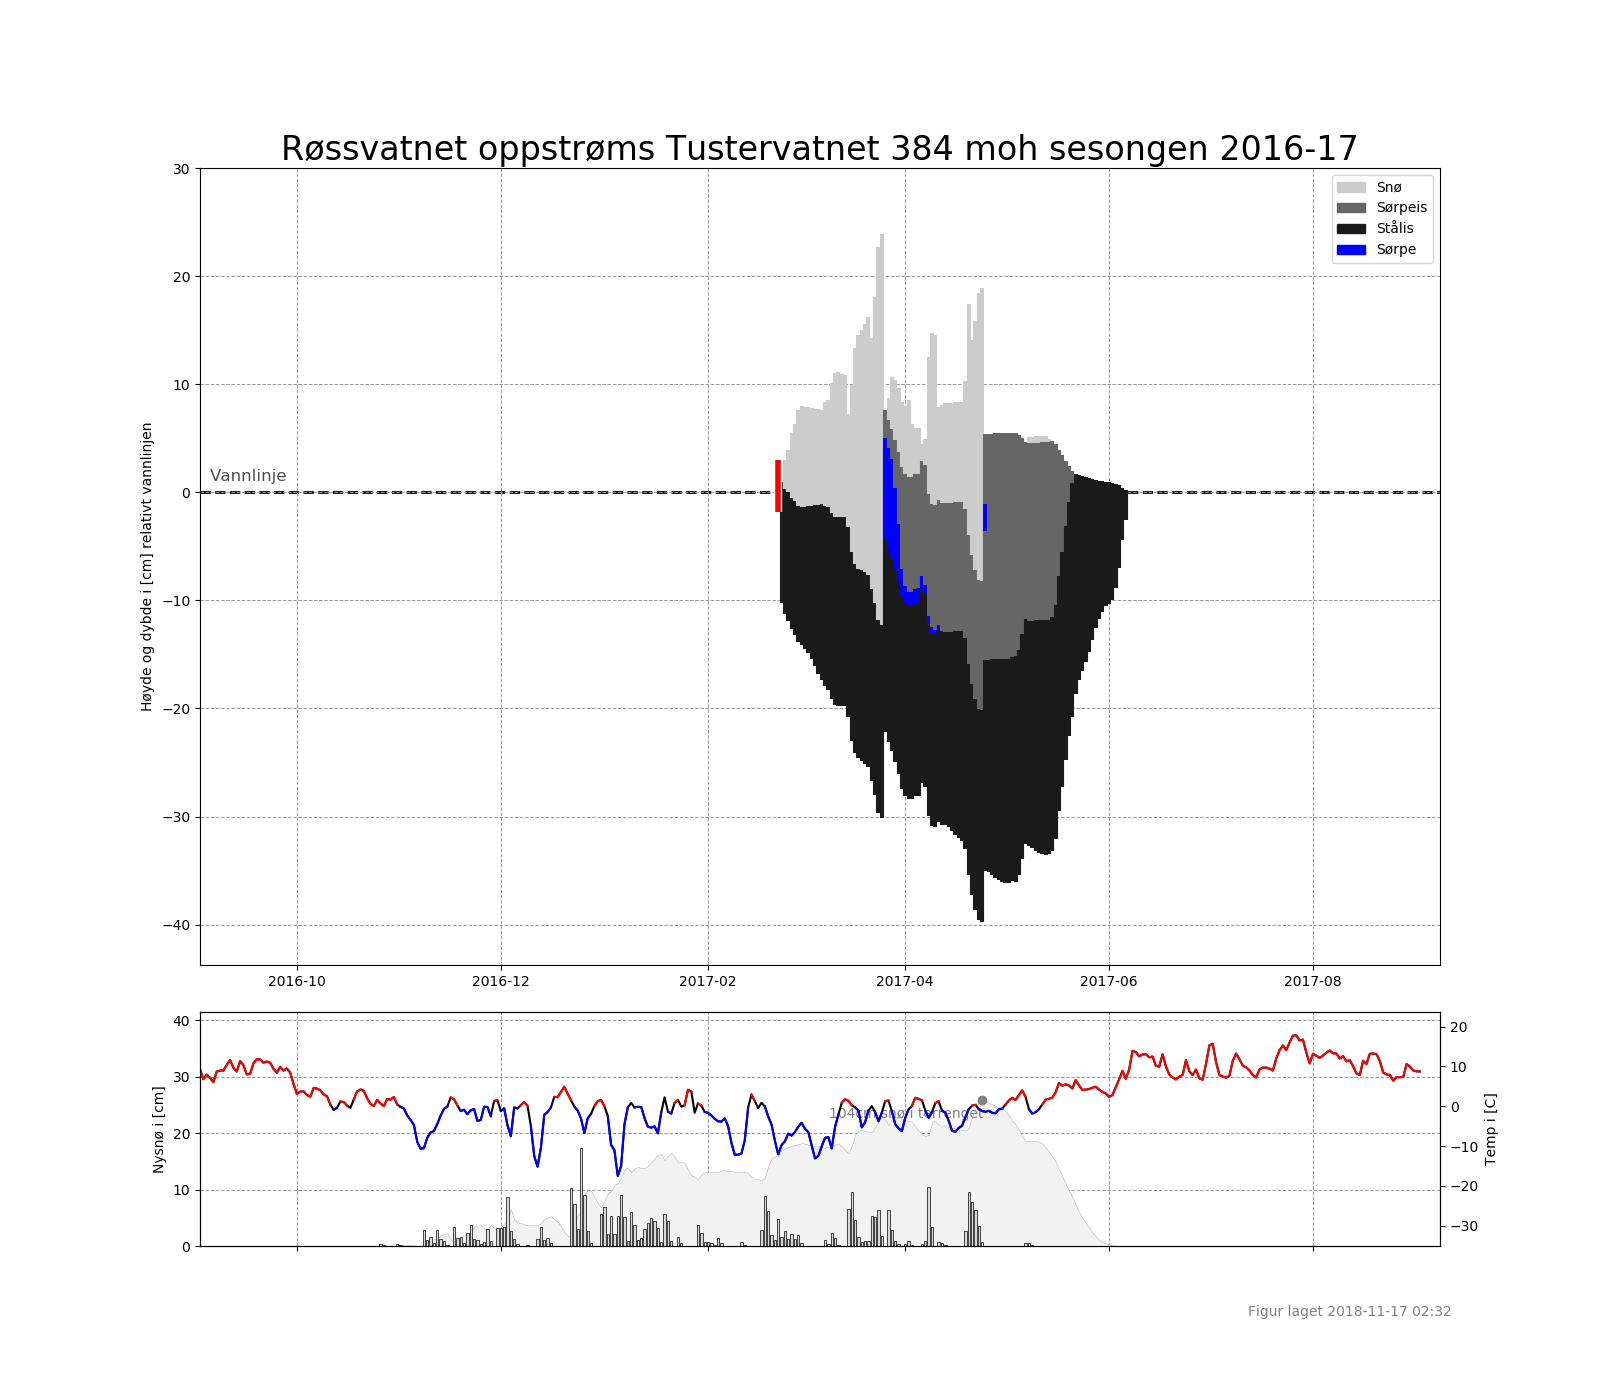 Røssvatnet oppstrøms Tustervatnet 384 moh sesongen 2016-17
30
20
10
0
−10
−20
−30
−40
Høyde og dybde i [cm] relativt vannlinjen
Vannlinje
Snø
Sørpeis
Stålis
Sørpe
2016-10
2016-12
2017-02
2017-04
2017-06
2017-08
40
30
20
10
0
Nysnø i [cm]
104cm snø i terrenget
20
10
0
−10
−20
−30
Temp i [C]
Figur laget 2018-11-17 02:32